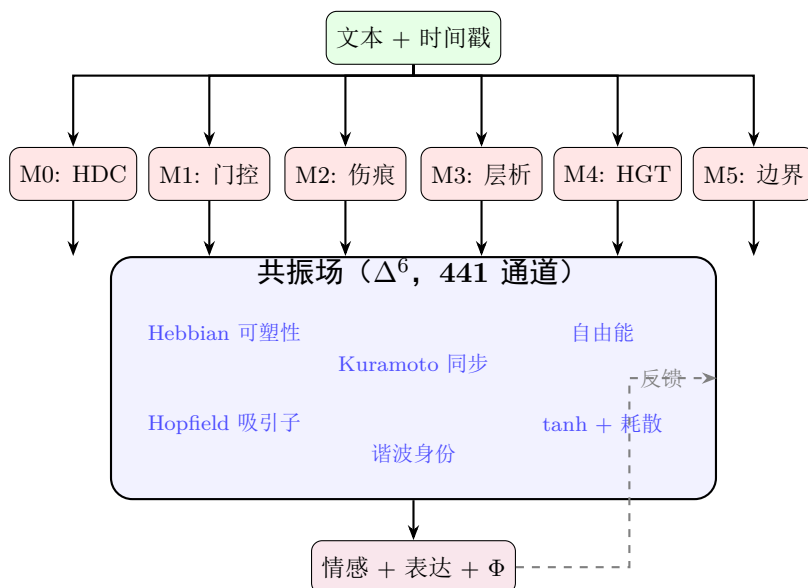 文本 + 时间戳
M0: HDC
M1: 门控
M2: 伤痕
M3: 层析
M4: HGT
M5: 边界
共振场（Δ⁶，441 通道）
Hebbian 可塑性
自由能
Kuramoto 同步
反馈
Hopfield 吸引子
tanh + 耗散
谐波身份
情感 + 表达 + Φ